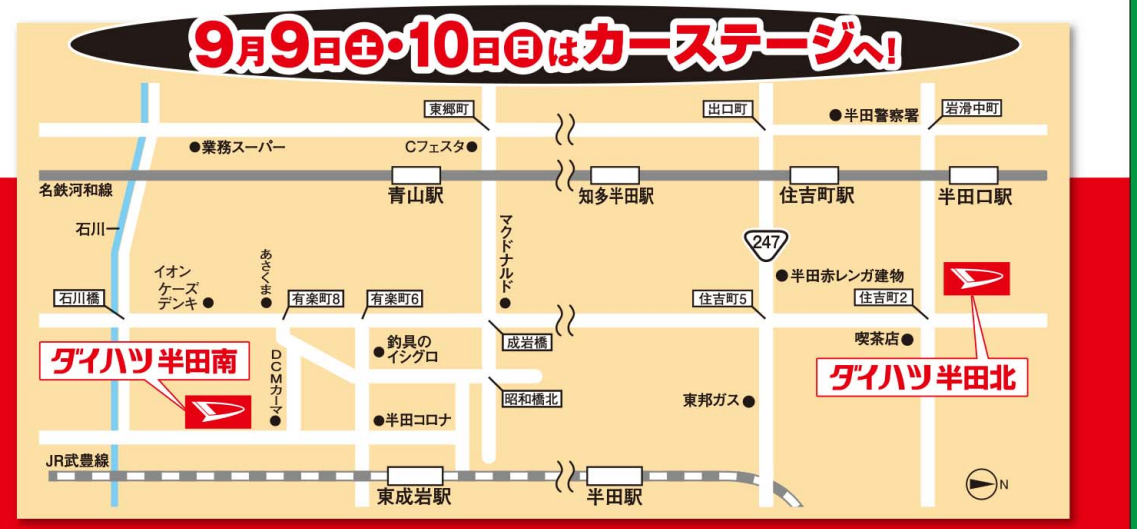 9月9日土・10日日はカーステージへ!
東郷町
出口町
岩滑中町
半田警察署
業務スーパー
Cフェスタ
名鉄河和線
青山駅
知多半田駅
住吉町駅
半田口駅
石川
マクドナルド
247
あさくま
イオン
ケーズ
デンキ
半田赤レンガ建物
石川橋
有楽町8
有楽町6
住吉町5
住吉町2
成岩橋
釣具の
イシグロ
喫茶店
ダイハツ 半田南
DCMカーマ
ダイハツ 半田北
昭和橋北
東邦ガス
半田コロナ
JR武豊線
東成岩駅
半田駅
N